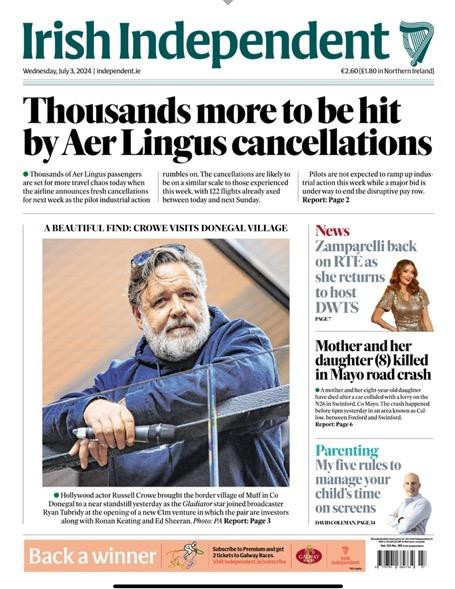 Irish Independent
Wednesday, July 3, 2024 | independent.ie
€2.60 (£1.80 in Northern Ireland)
Thousands more to be hit
by Aer Lingus cancellations
● Thousands of Aer Lingus passengers
are set for more travel chaos today when
the airline announces fresh cancellations
for next week as the pilot industrial action
rumbles on. The cancellations are likely to
be on a similar scale to those experienced
this week, with 122 flights already axed
between today and next Sunday.
Pilots are not expected to ramp up indus-
trial action this week while a major bid is
under way to end the disruptive pay row.
Report: Page 2
A BEAUTIFUL FIND: CROWE VISITS DONEGAL VILLAGE
● Hollywood actor Russell Crowe brought the border village of Muff in Co
Donegal to a near standstill yesterday as the Gladiator star joined broadcaster
Ryan Tubridy at the opening of a new €1m venture in which the pair are investors
along with Ronan Keating and Ed Sheeran. Photo: PA Report: Page 3
News
Zamparelli back
on RTÉ as
she returns
to host
DWTS
PAGE 7
Mother and her
daughter (8) killed
in Mayo road crash
● A mother and her eight-year-old daughter
have died after a car collided with a lorry on the
N26 in Swinford, Co Mayo. The crash happened
before 6pm yesterday in an area known as Cal-
low, between Foxford and Swinford.
Report: Page 6
Parenting
My five rules to
manage your
child's time
on screens
DAVID COLEMAN, PAGE 34
Back a winner
Subscribe to Premium and get
2 tickets to Galway Races.
Visit independent.ie/subscribe
GALWAY